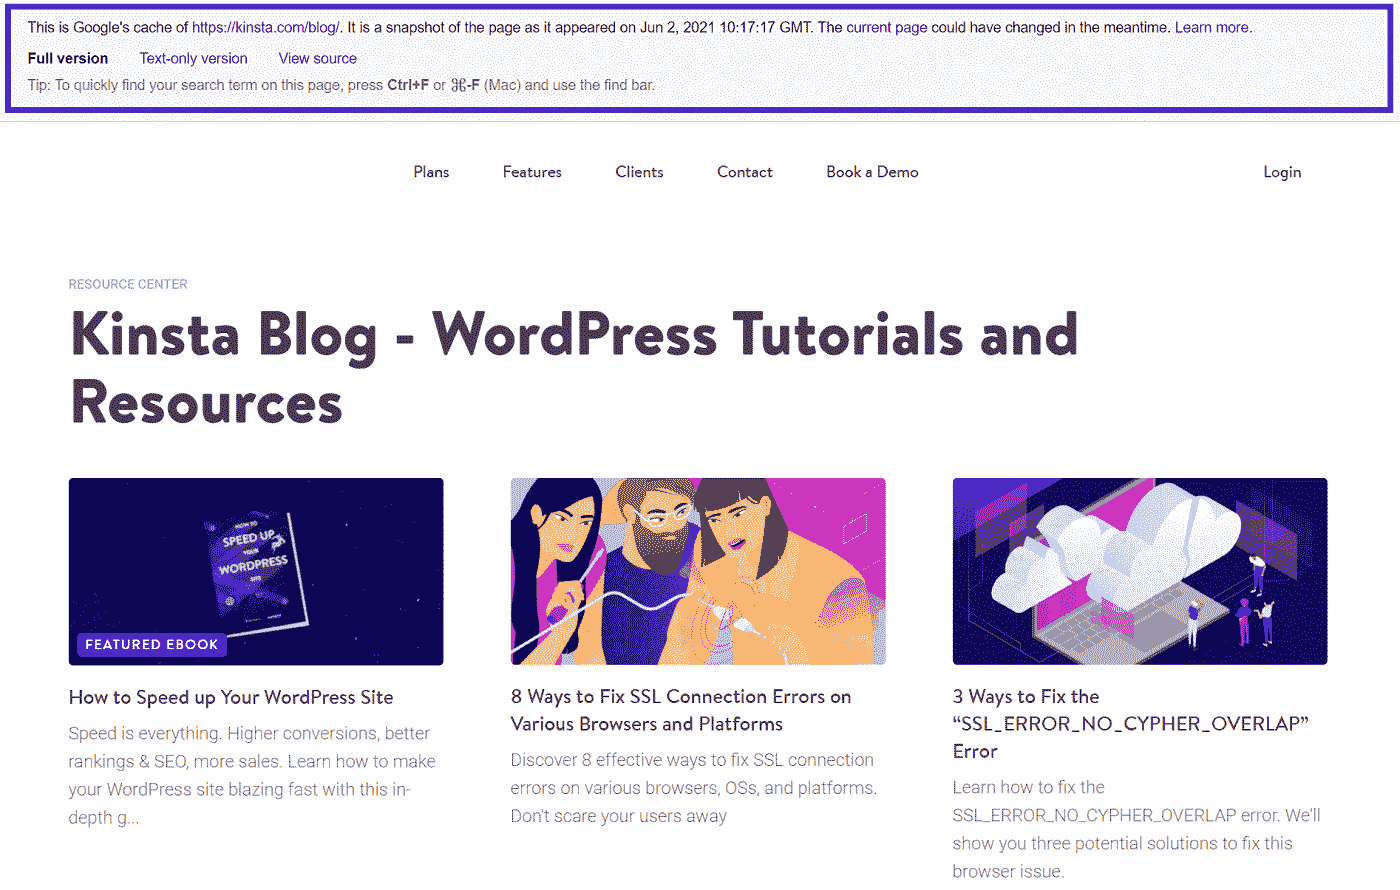 This is Google's cache of https://kinsta.com/blog/. It is a snapshot of the page as it appeared on Jun 2, 2021 10:17:17 GMT. The current page could have changed in the meantime. Learn more.
Full version Text-only version View source
Tip: To quickly find your search term on this page, press Ctrl+F or ⌘-F (Mac) and use the find bar.
Plans Features Clients Contact Book a Demo Login
RESOURCE CENTER
Kinsta Blog - WordPress Tutorials and
Resources
HOW TO
SPEED UP
YOUR
WORDPRESS
SITE
FEATURED EBOOK
How to Speed up Your WordPress Site
Speed is everything. Higher conversions, better
rankings & SEO, more sales. Learn how to make
your WordPress site blazing fast with this in-
depth g...
8 Ways to Fix SSL Connection Errors on
Various Browsers and Platforms
Discover 8 effective ways to fix SSL connection
errors on various browsers, OSs, and platforms.
Don't scare your users away
3 Ways to Fix the
“SSL_ERROR_NO_CYPHER_OVERLAP”
Error
Learn how to fix the
SSL_ERROR_NO_CYPHER_OVERLAP error. We'll
show you three potential solutions to fix this
browser issue.